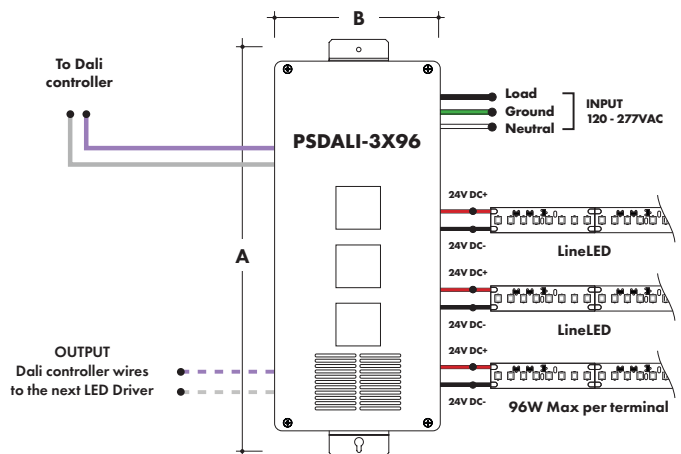 B
To Dali
controller
Load
Ground
Neutral
INPUT
120 - 277VAC
PSDALI-3X96
A
24V DC+
24V DC-
LineLED
24V DC+
24V DC-
LineLED
24V DC+
24V DC-
96W Max per terminal
OUTPUT
Dali controller wires
to the next LED Driver